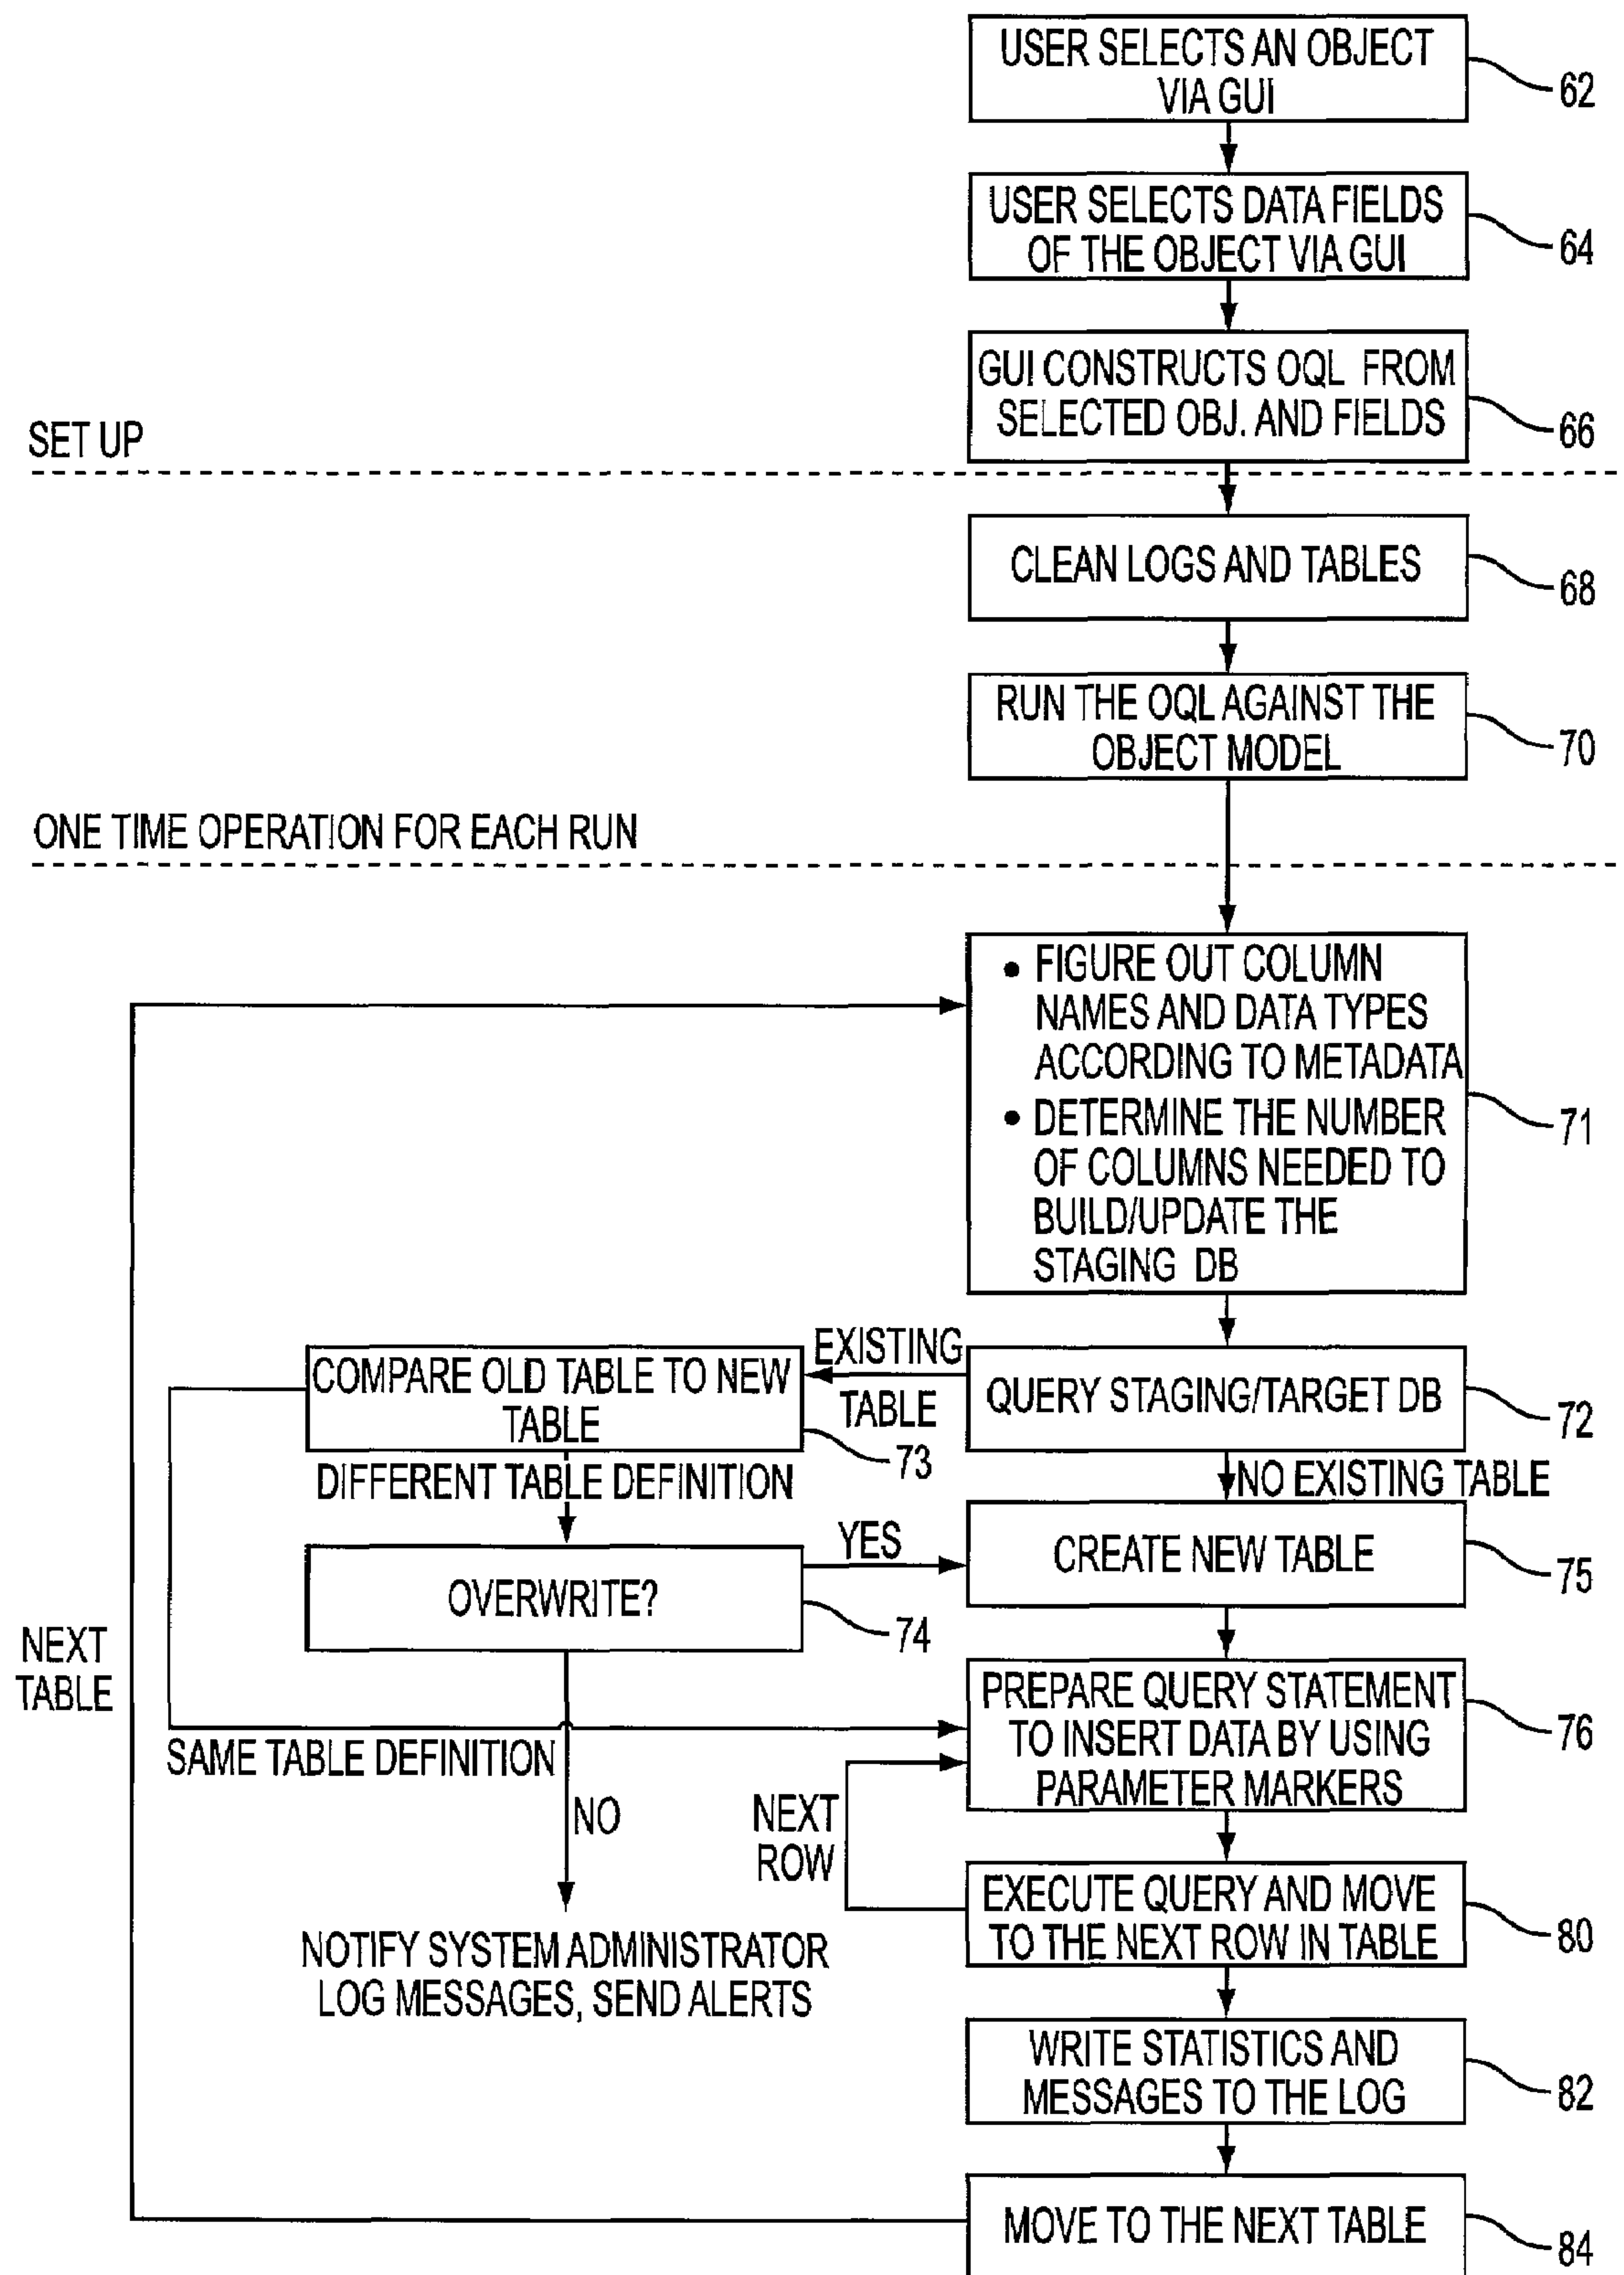 USER SELECTS AN OBJECT
VIA GUI
62
USER SELECTS DATA FIELDS
OF THE OBJECT VIA GUI
64
GUI CONSTRUCTS OQL FROM
SELECTED OBJ. AND FIELDS
66
SET UP
CLEAN LOGS AND TABLES
68
RUN THE OQL AGAINST THE
OBJECT MODEL
70
ONE TIME OPERATION FOR EACH RUN
• FIGURE OUT COLUMN
NAMES AND DATA TYPES
ACCORDING TO METADATA
• DETERMINE THE NUMBER
OF COLUMNS NEEDED TO
BUILD/UPDATE THE
STAGING DB
71
QUERY STAGING/TARGET DB
72
EXISTING
TABLE
COMPARE OLD TABLE TO NEW
TABLE
73
DIFFERENT TABLE DEFINITION
NO EXISTING TABLE
OVERWRITE?
74
YES
CREATE NEW TABLE
75
NEXT
TABLE
SAME TABLE DEFINITION
PREPARE QUERY STATEMENT
TO INSERT DATA BY USING
PARAMETER MARKERS
76
NO
NEXT
ROW
EXECUTE QUERY AND MOVE
TO THE NEXT ROW IN TABLE
80
NOTIFY SYSTEM ADMINISTRATOR
LOG MESSAGES, SEND ALERTS
WRITE STATISTICS AND
MESSAGES TO THE LOG
82
MOVE TO THE NEXT TABLE
84